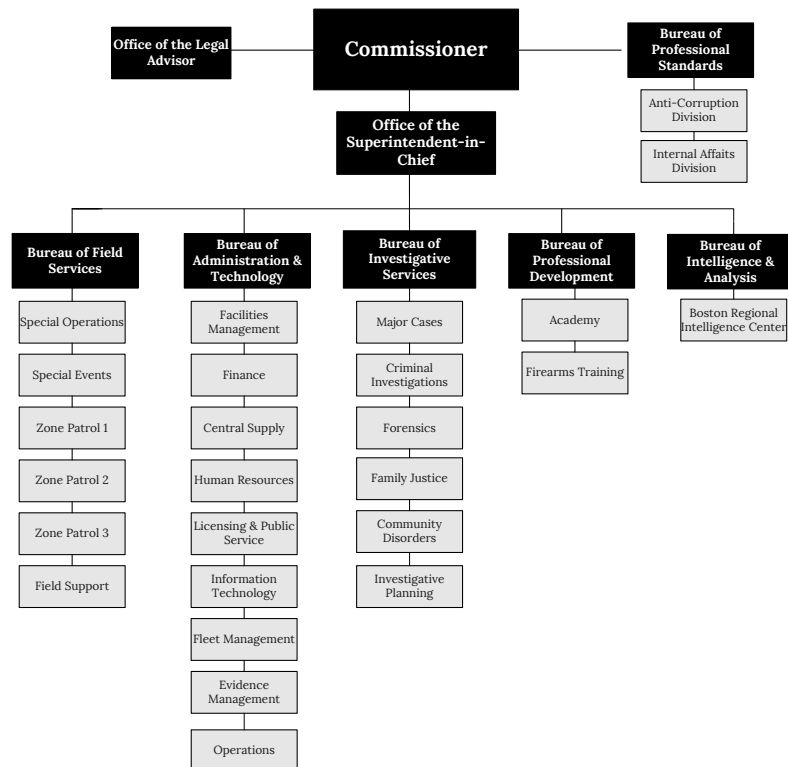 Office of the Legal
Advisor
Commissioner
Bureau of
Professional
Standards
Anti-Corruption
Division
Internal Affaits
Division
Office of the
Superintendent-in-
Chief
Bureau of Field
Services
Special Operations
Special Events
Zone Patrol 1
Zone Patrol 2
Zone Patrol 3
Field Support
Bureau of
Administration &
Technology
Facilities
Management
Finance
Central Supply
Human Resources
Licensing & Public
Service
Information
Technology
Fleet Management
Evidence
Management
Operations
Bureau of
Investigative
Services
Major Cases
Criminal
Investigations
Forensics
Family Justice
Community
Disorders
Investigative
Planning
Bureau of
Professional
Development
Academy
Firearms Training
Bureau of
Intelligence &
Analysis
Boston Regional
Intelligence Center